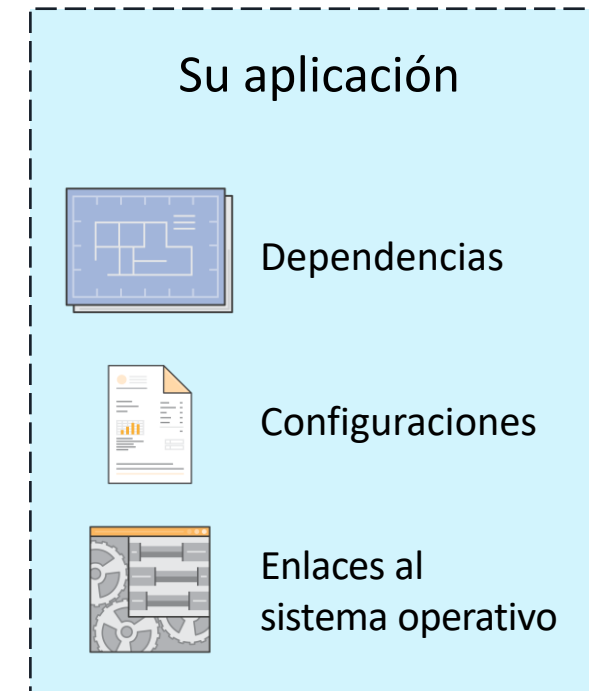 Su aplicación
Dependencias
Configuraciones
Enlaces al
sistema operativo